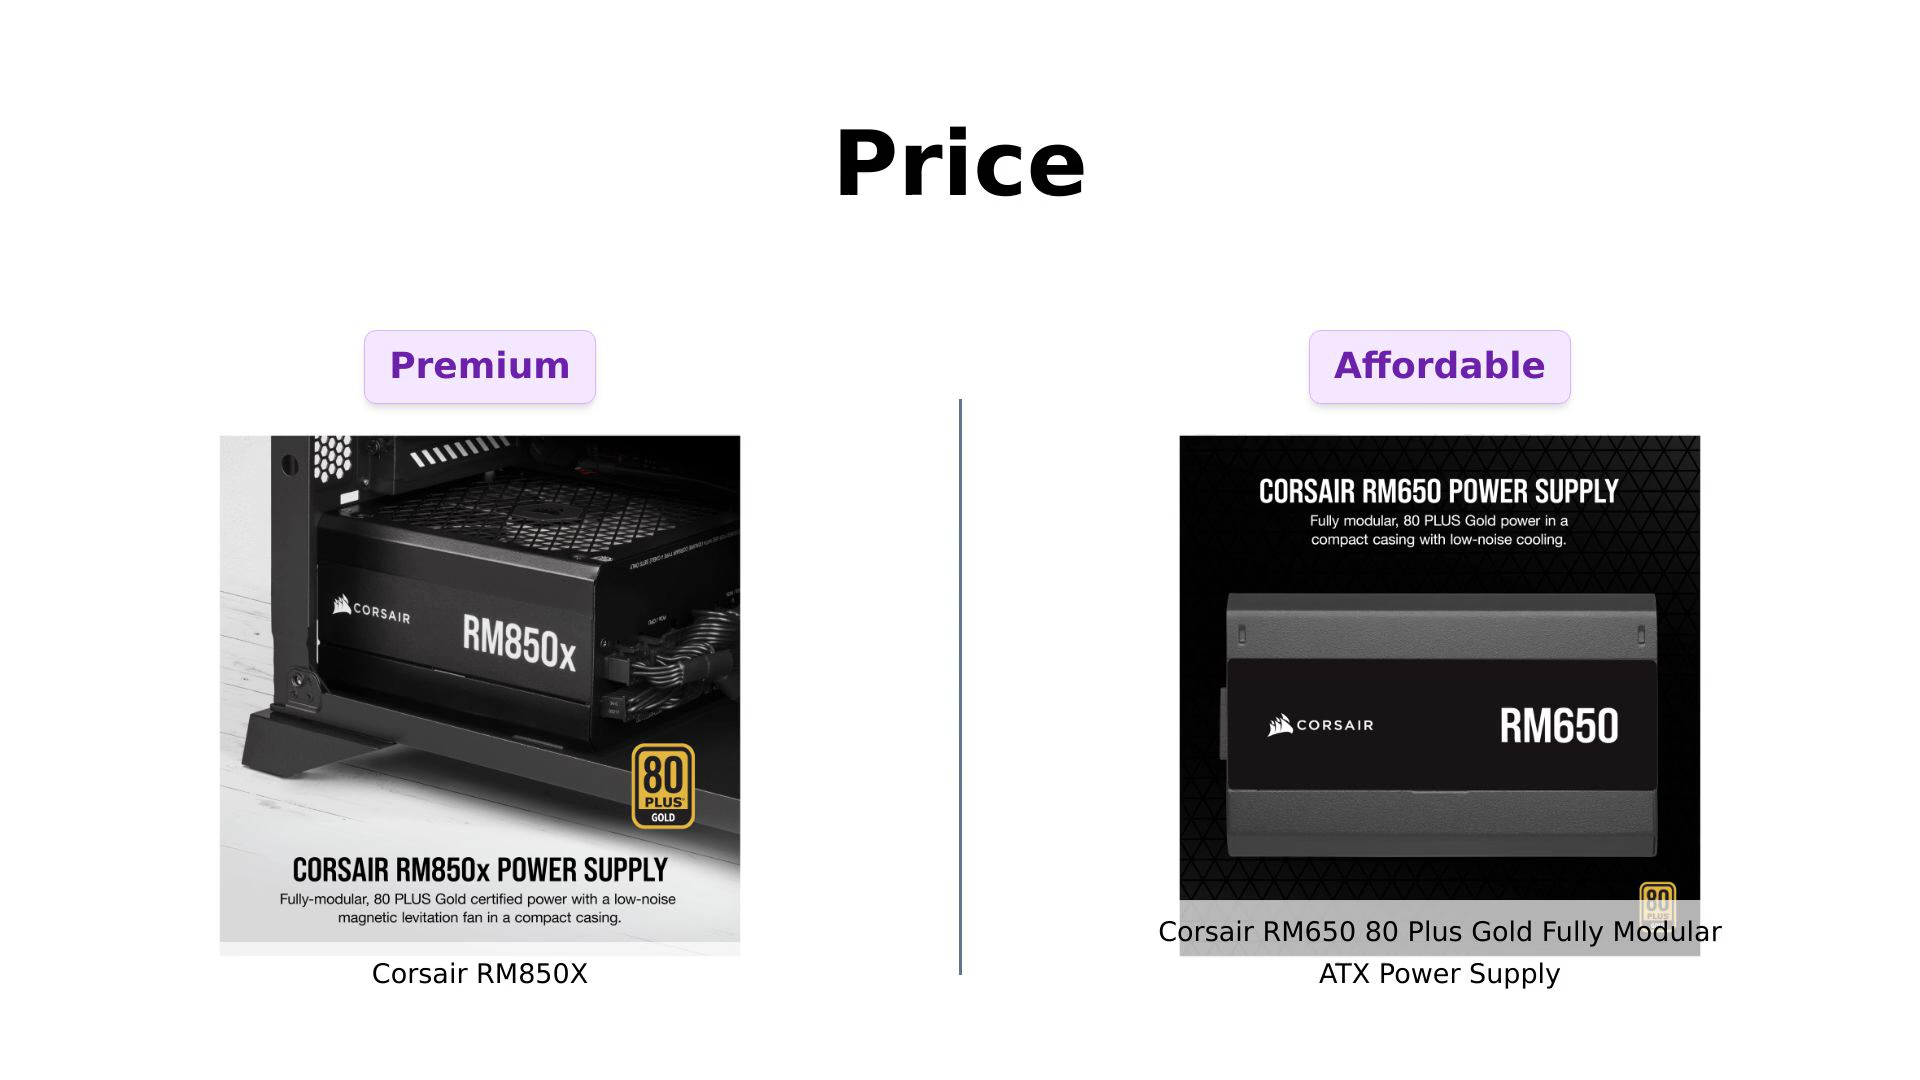 Price
Premium
Affordable
CORSAIR
RM850x
80
PLUS
GOLD
CORSAIR RM850x POWER SUPPLY
Fully-modular, 80 PLUS Gold certified power with a low-noise
magnetic levitation fan in a compact casing.
Corsair RM850X
CORSAIR RM650 POWER SUPPLY
Fully modular, 80 PLUS Gold power in a
compact casing with low-noise cooling.
CORSAIR
RM650
80
PLUS
Corsair RM650 80 Plus Gold Fully Modular
ATX Power Supply